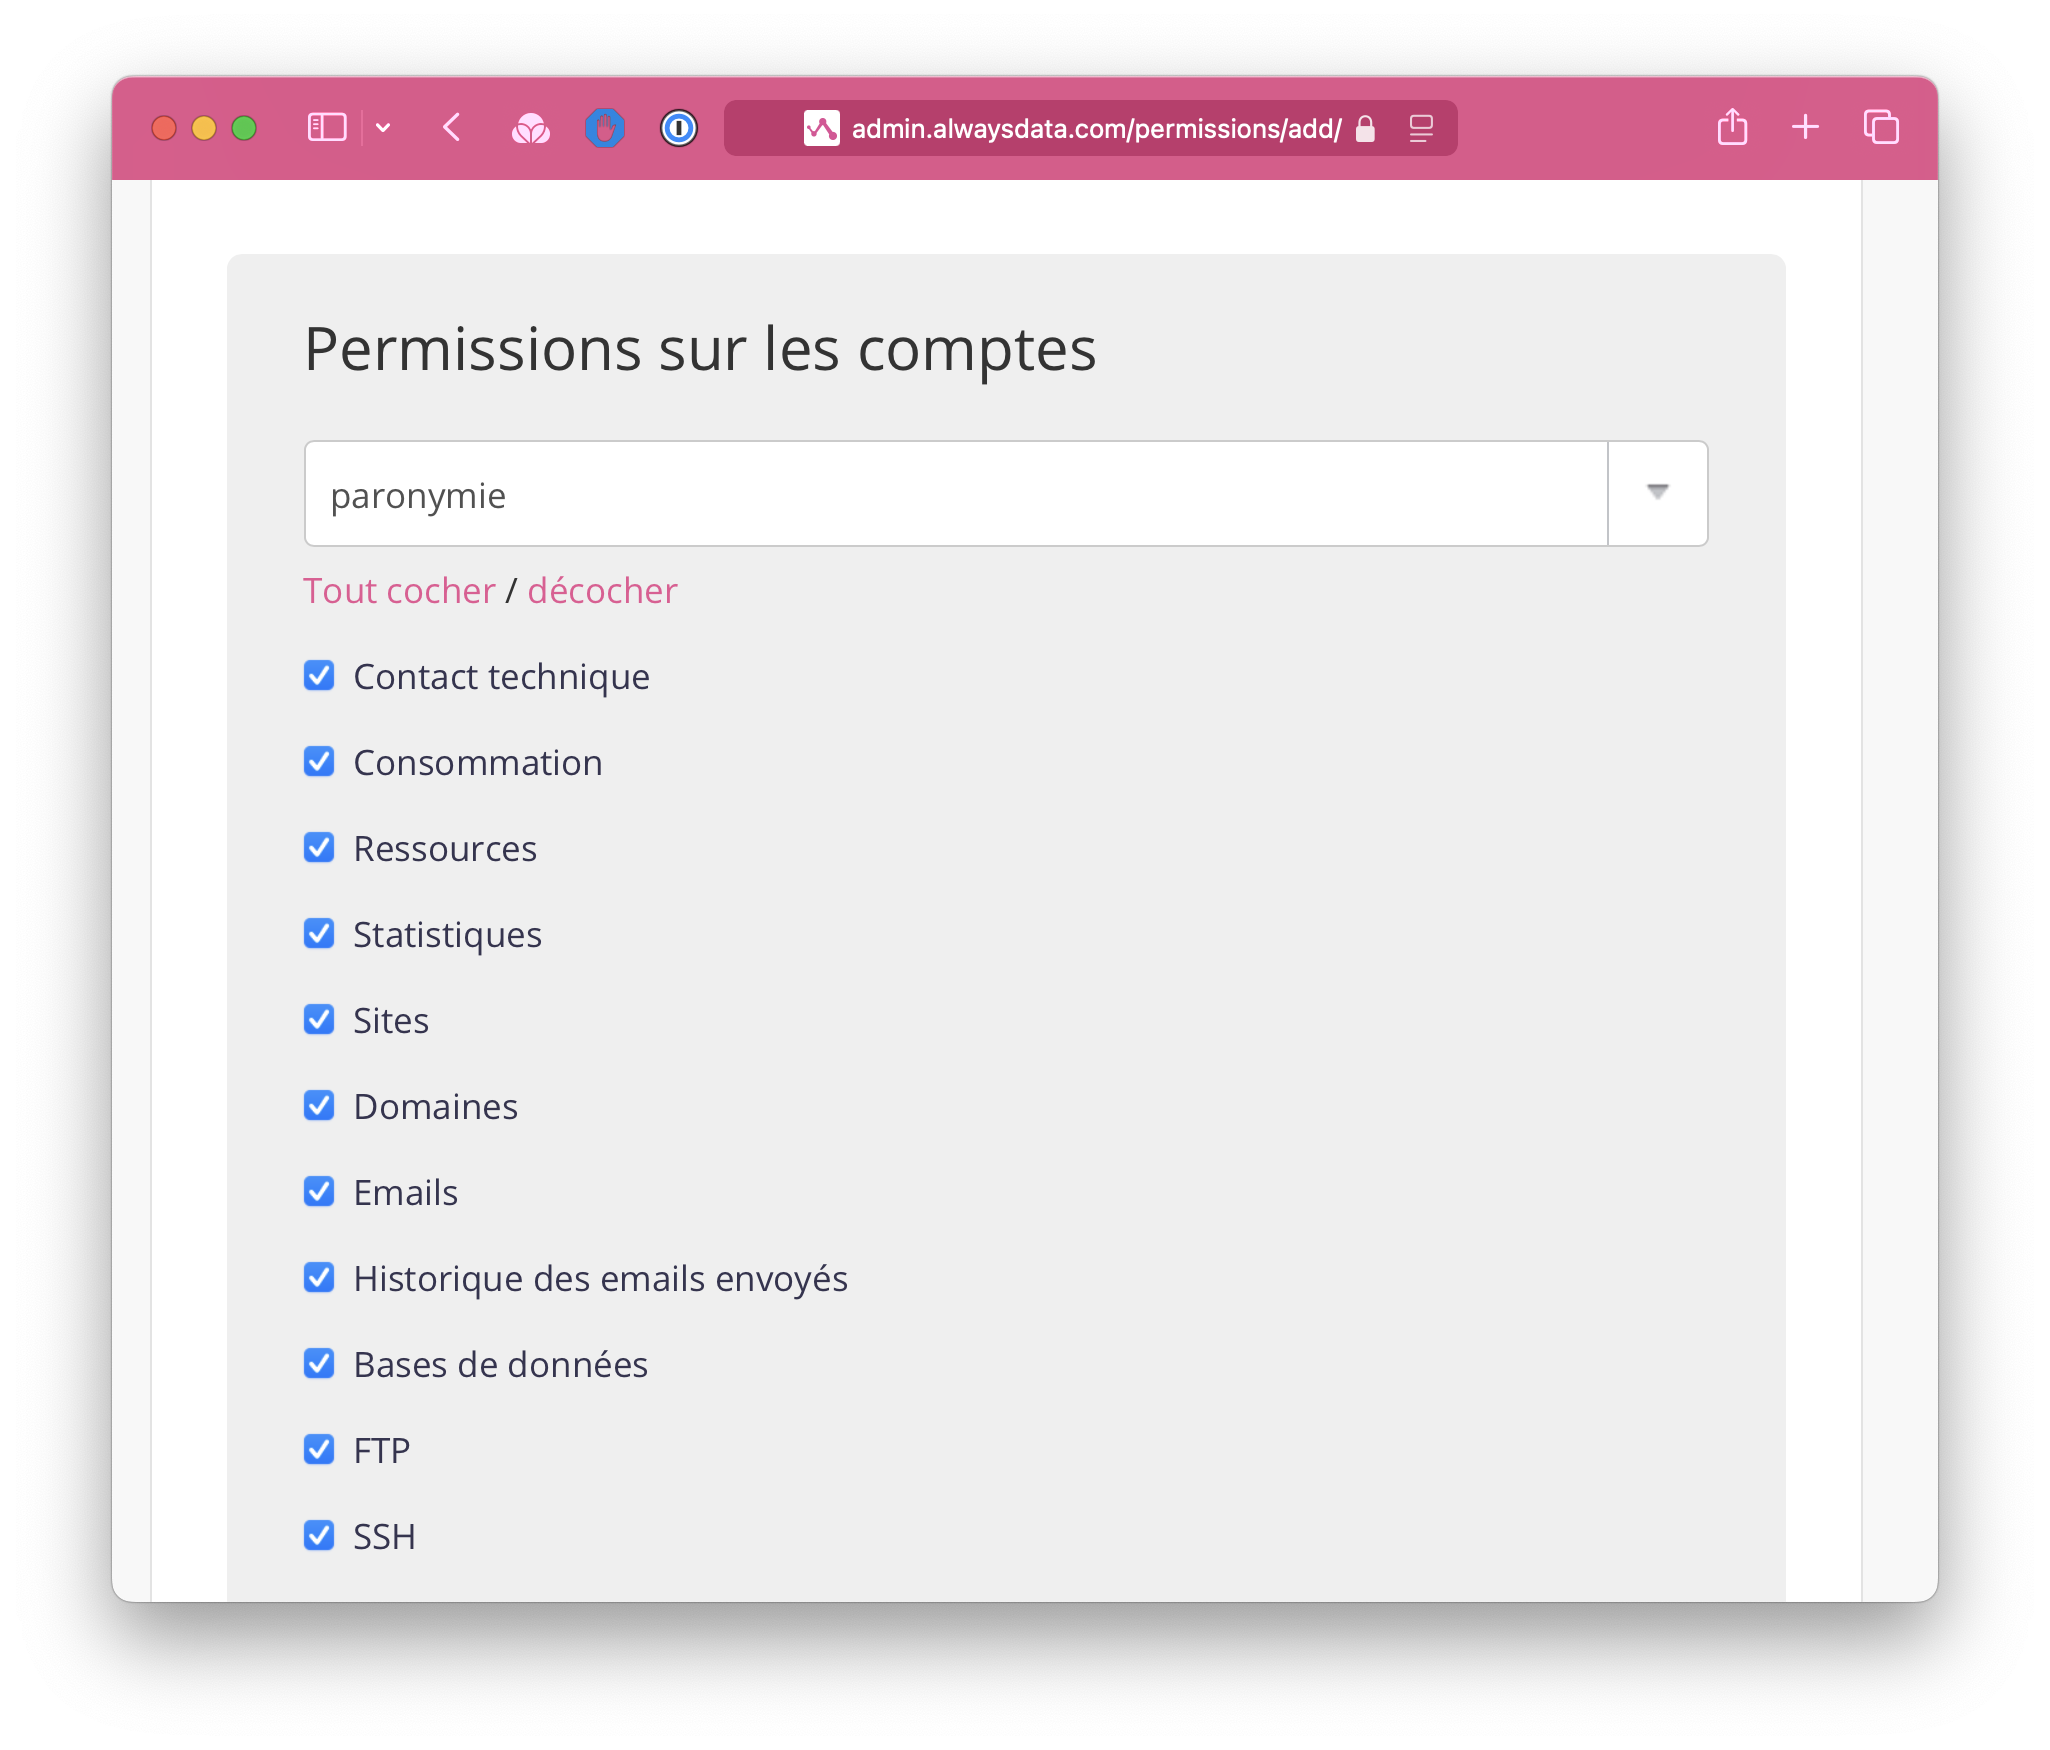 admin.alwaysdata.com/permissions/add/
Permissions sur les comptes
paronymie
Tout cocher / décocher
Contact technique
Consommation
Ressources
Statistiques
Sites
Domaines
Emails
Historique des emails envoyés
Bases de données
FTP
SSH